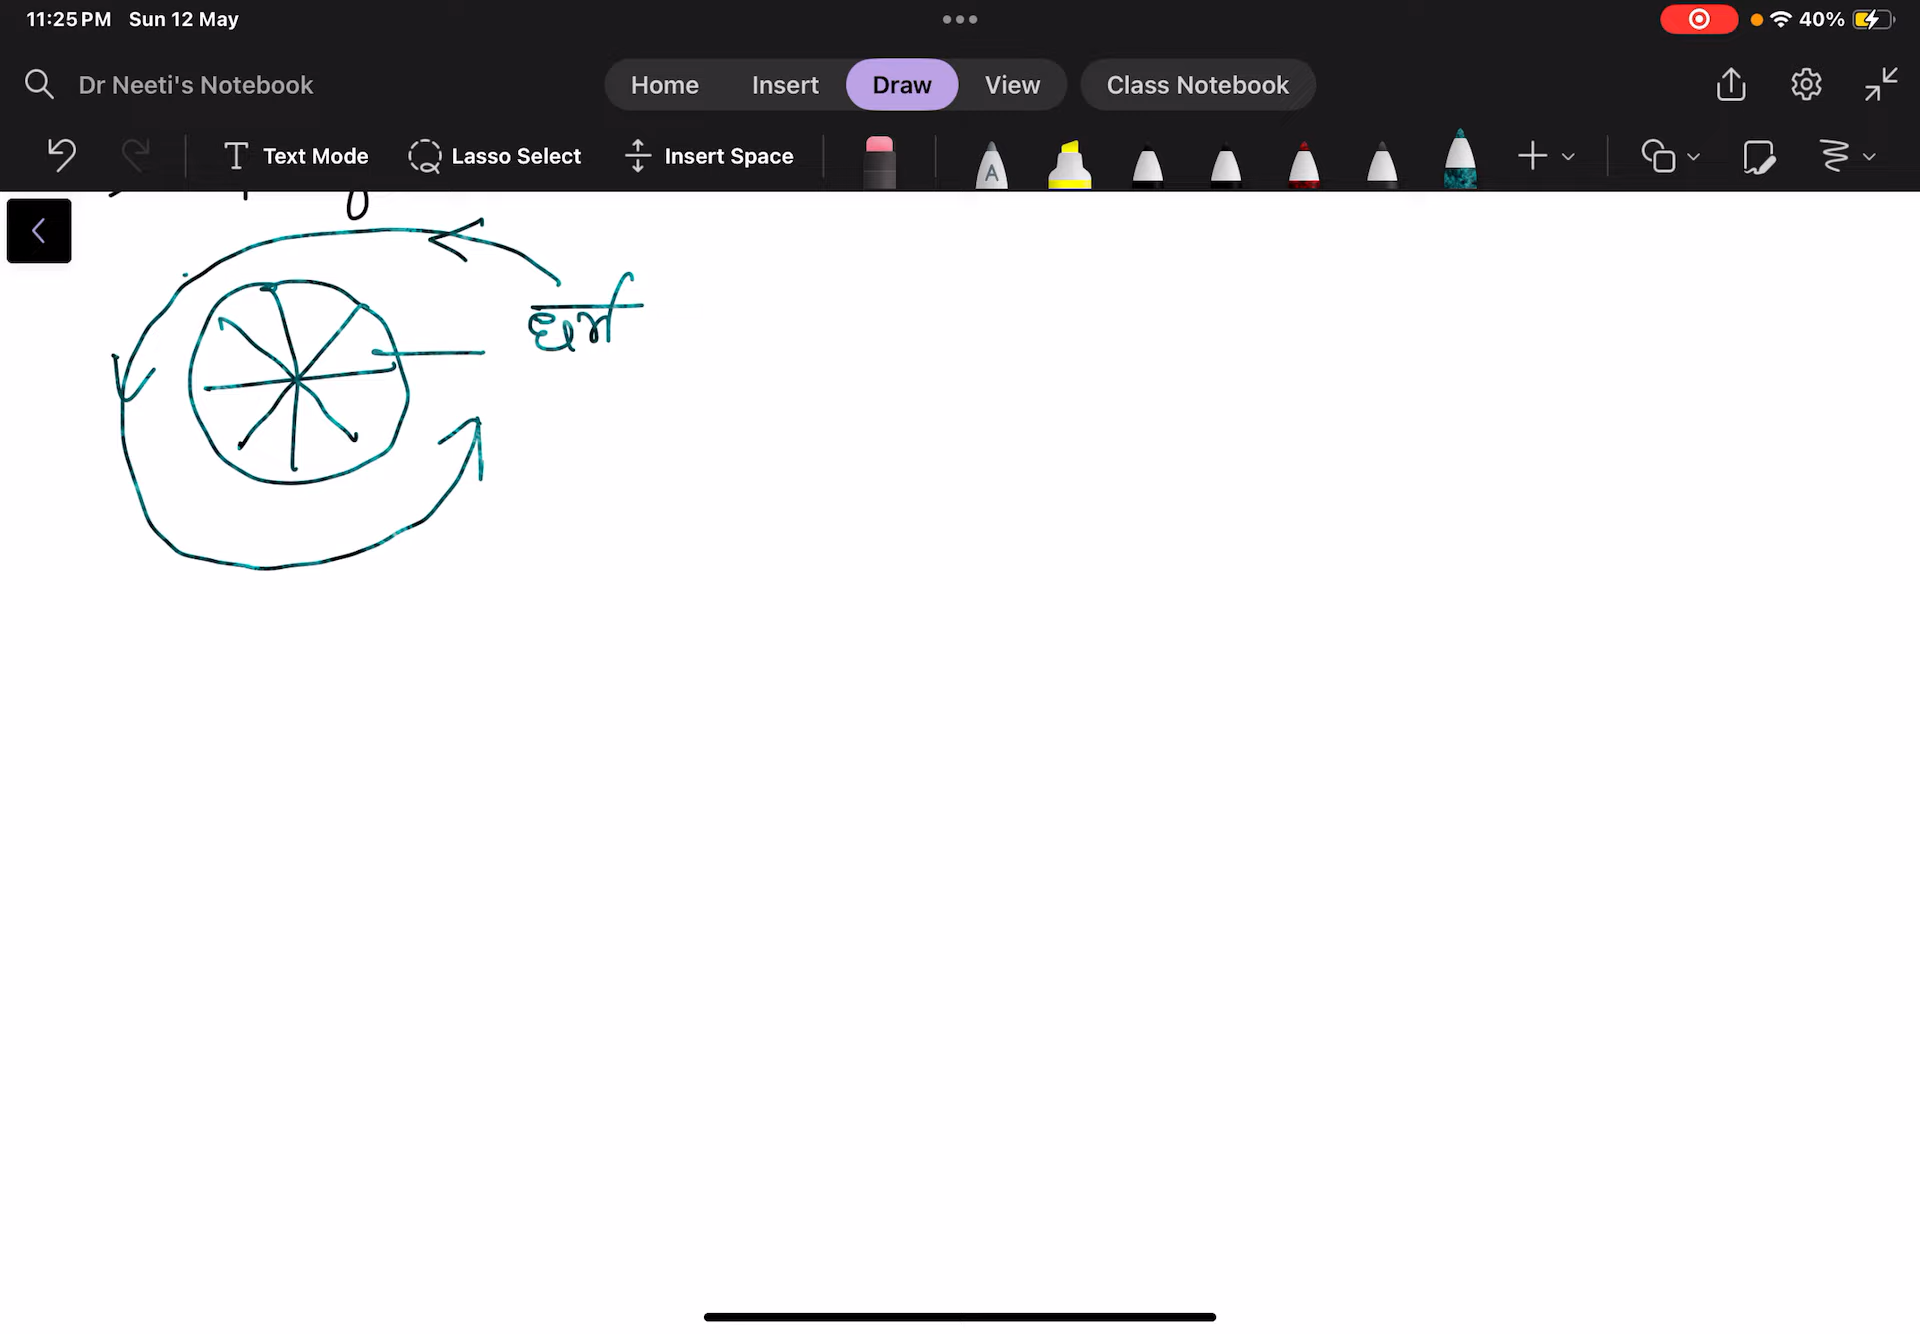 11:25 PM Sun 12 May
40%
Dr Neeti's Notebook
Home Insert Draw View Class Notebook
Text Mode Lasso Select Insert Space
A
धर्म